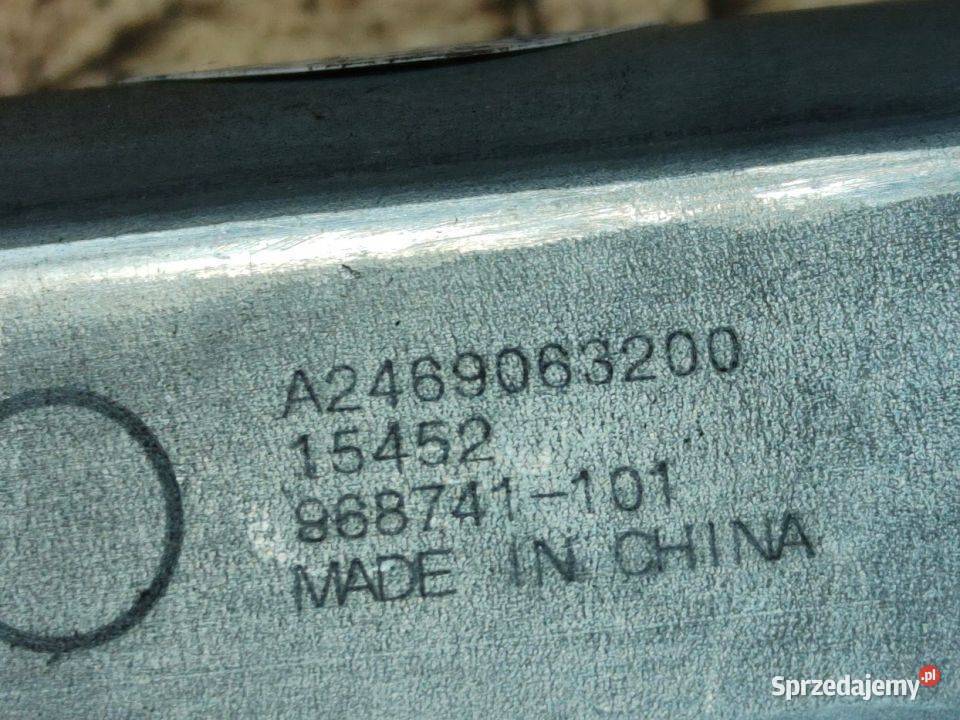 A2469063200
15452
968741-101
MADE IN CHINA
Sprzedajemy.pl